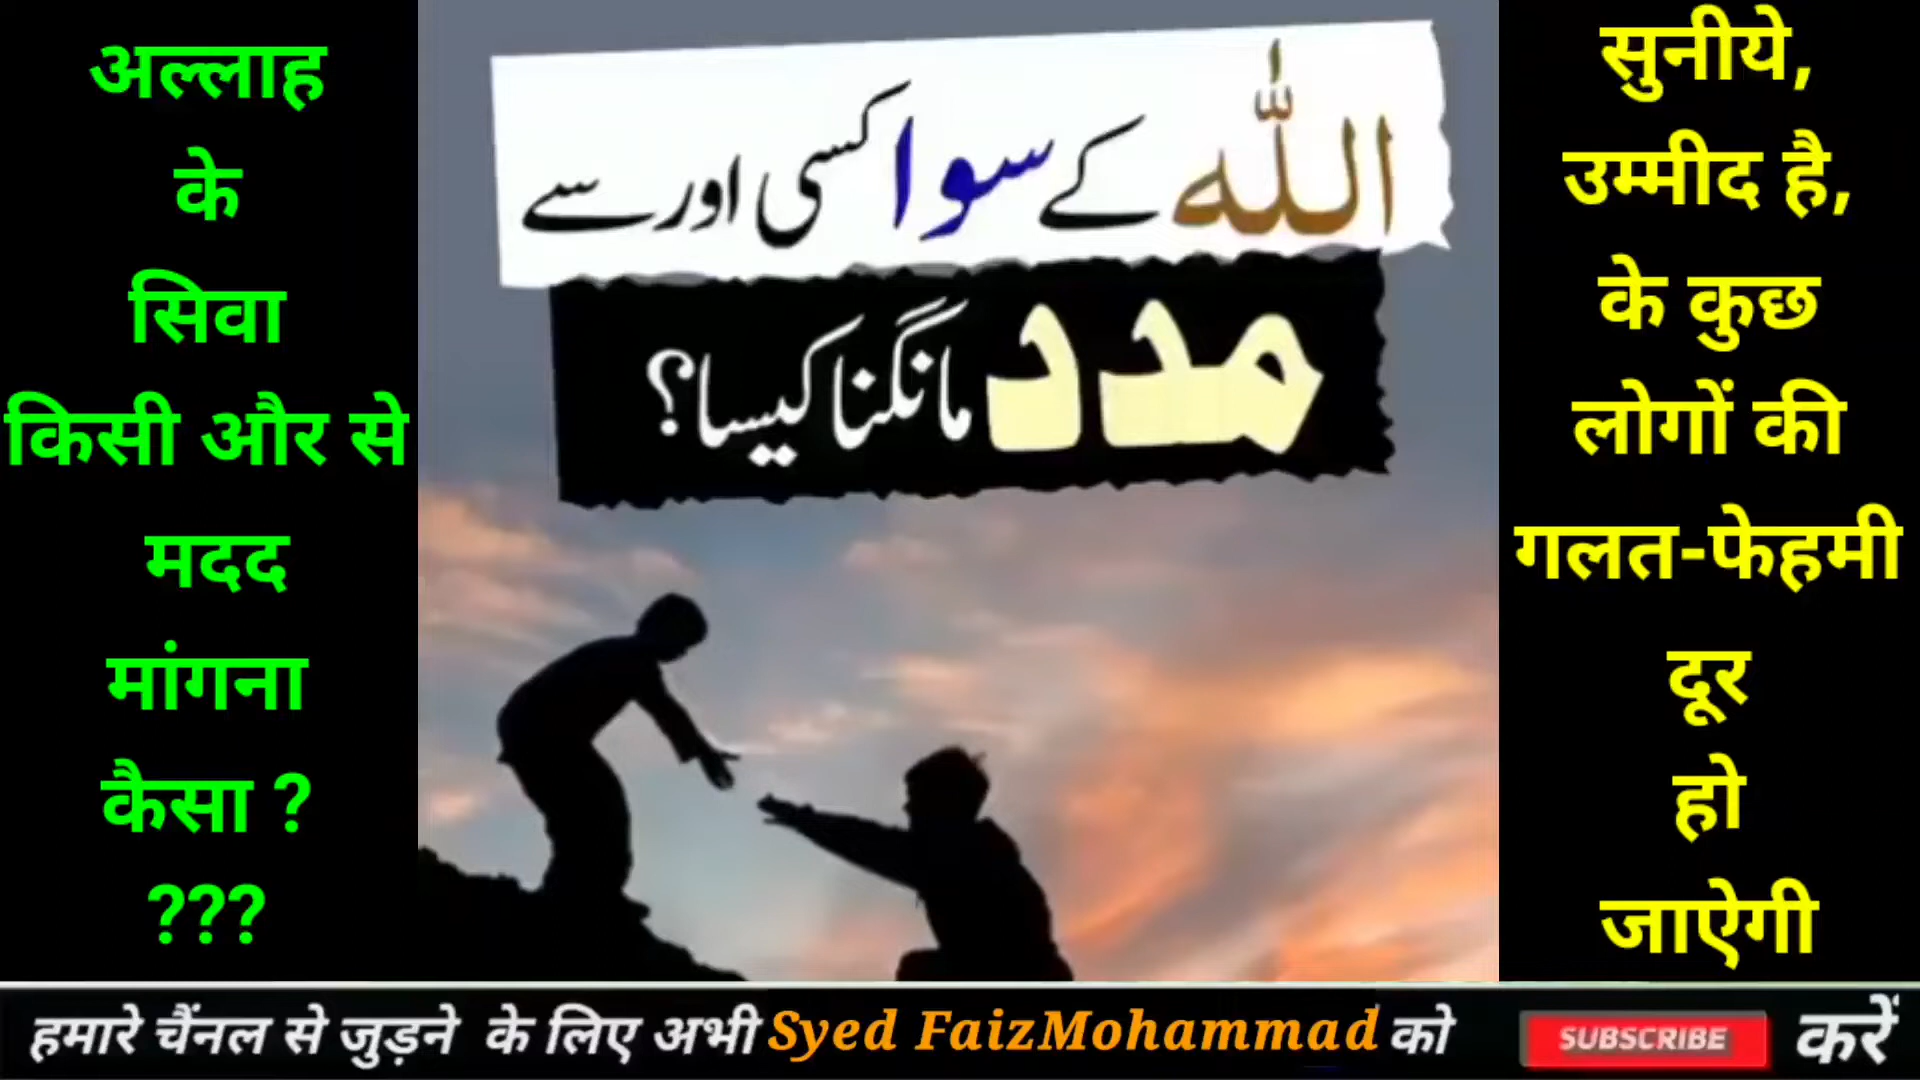 अल्लाह
के
सिवा
किसी और से
मदद
मांगना
कैसा ?
???
اللّٰه کے سوا کسی اور سے
مدد مانگنا کیسا؟
सुनीये,
उम्मीद है,
के कुछ
लोगों की
गलत-फेहमी
दूर
हो
जाऐगी
हमारे चैंनल से जुड़ने के लिए अभी Syed FaizMohammad को SUBSCRIBE करें